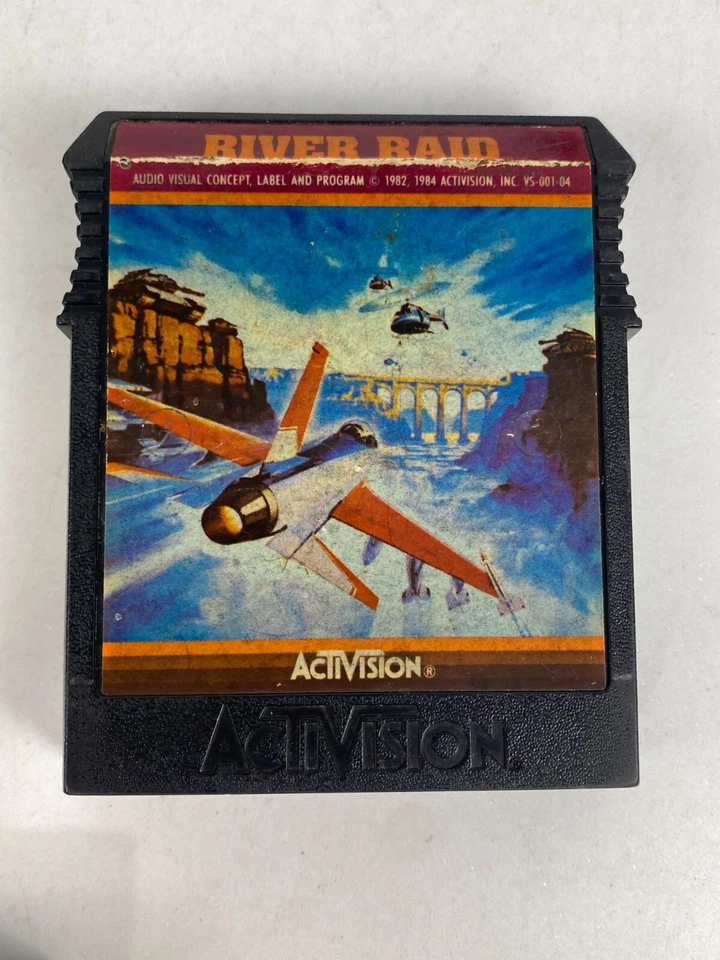 RIVER RAID
AUDIO VISUAL CONCEPT, LABEL AND PROGRAM © 1982, 1984 ACTIVISION, INC. VS-001-04
ACTIVISION®
ACTIVISION®